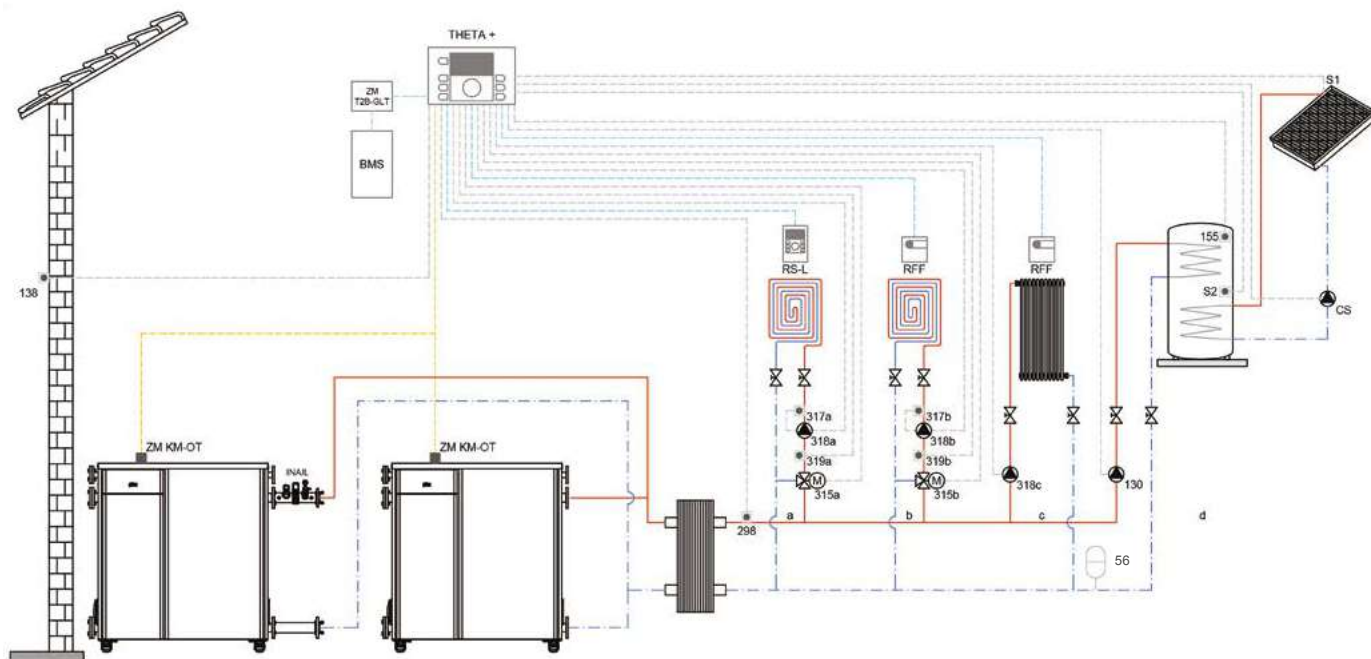 THETA +
S1
ZM
T2B-GLT
BMS
155
RS-L
RFF
RFF
138
S2
CS
317a
317b
ZM KM-OT
ZM KM-OT
318a
318b
INAIL
319a
319b
M
M
318c
130
315a
315b
298
a
b
c
d
56